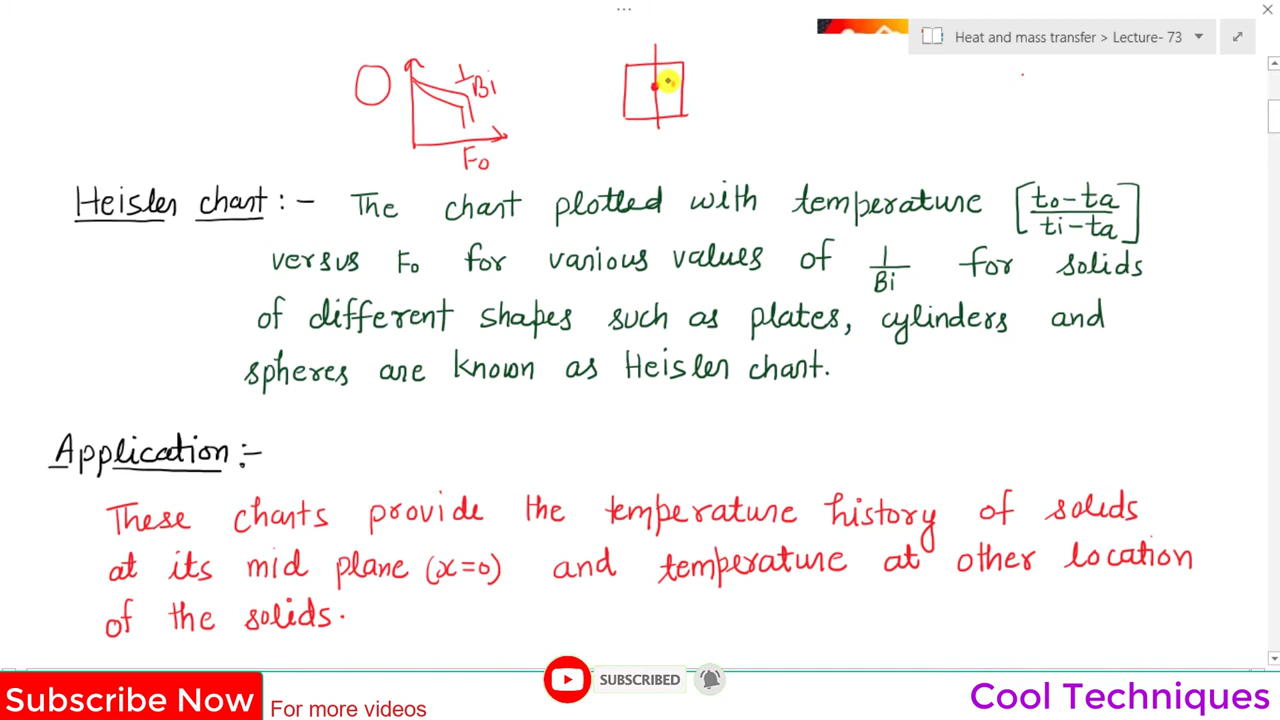 ...
Heat and mass transfer > Lecture- 73
1/Bi
Fo
Heisler chart :- The chart plotted with temperature [to-ta/ti-ta]
versus Fo for various values of 1/Bi for solids
of different shapes such as plates, cylinders and
spheres are known as Heisler chart.
Application :-
These charts provide the temperature history of solids
at its mid plane (x=0) and temperature at other location
of the solids.
SUBSCRIBED
Subscribe Now
For more videos
Cool Techniques